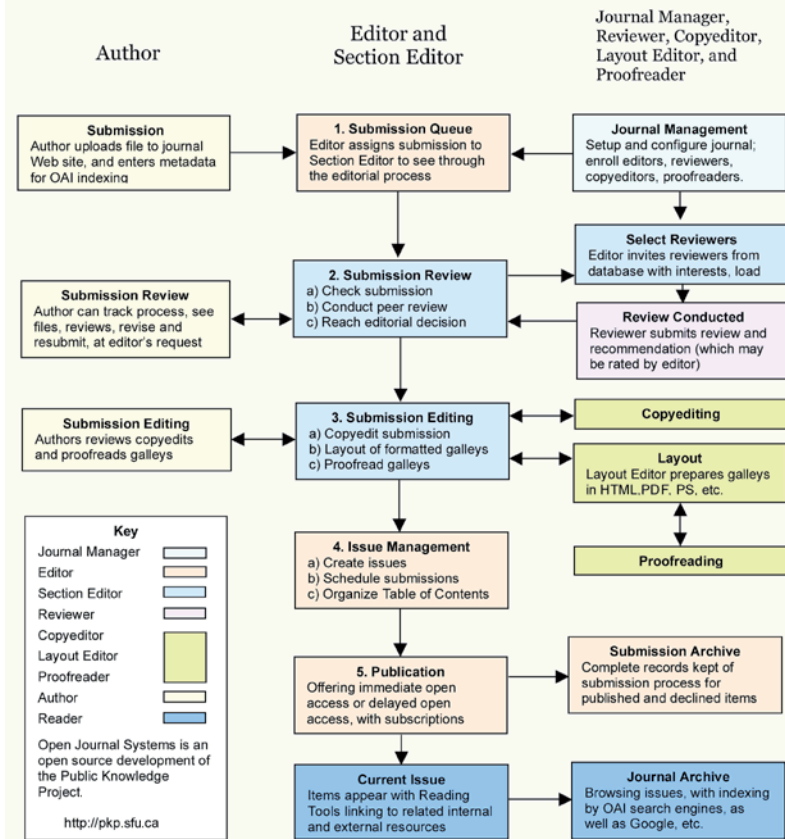 Author
Editor and
Section Editor
Journal Manager,
Reviewer, Copyeditor,
Layout Editor, and
Proofreader
Submission
Author uploads file to journal
Web site, and enters metadata
for OAI indexing
1. Submission Queue
Editor assigns submission to
Section Editor to see through
the editorial process
Journal Management
Setup and configure journal;
enroll editors, reviewers,
copyeditors, proofreaders.
Select Reviewers
Editor invites reviewers from
database with interests, load
Submission Review
Author can track process, see
files, reviews, revise and
resubmit, at editor's request
2. Submission Review
a) Check submission
b) Conduct peer review
c) Reach editorial decision
Review Conducted
Reviewer submits review and
recommendation (which may
be rated by editor)
Submission Editing
Authors reviews copyedits
and proofreads galleys
3. Submission Editing
a) Copyedit submission
b) Layout of formatted galleys
c) Proofread galleys
Copyediting
Layout
Layout Editor prepares galleys
in HTML,PDF, PS, etc.
Proofreading
Key
Journal Manager
Editor
Section Editor
Reviewer
Copyeditor
Layout Editor
Proofreader
Author
Reader
Open Journal Systems is an
open source development of
the Public Knowledge
Project.
http://pkp.sfu.ca
4. Issue Management
a) Create issues
b) Schedule submissions
c) Organize Table of Contents
5. Publication
Offering immediate open
access or delayed open
access, with subscriptions
Submission Archive
Complete records kept of
submission process for
published and declined items
Current Issue
Items appear with Reading
Tools linking to related internal
and external resources
Journal Archive
Browsing issues, with indexing
by OAI search engines, as
well as Google, etc.